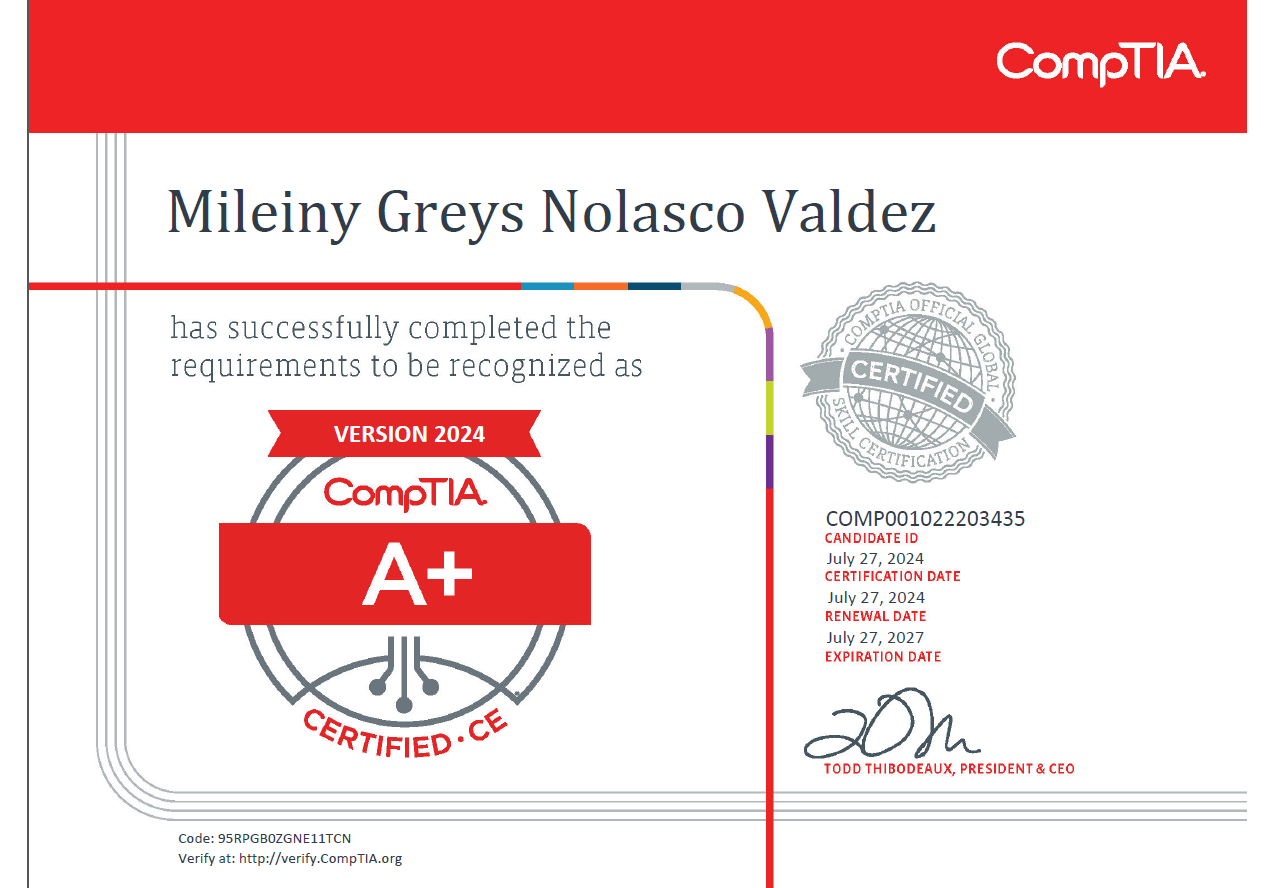 CompTIA.
Mileiny Greys Nolasco Valdez
has successfully completed the
requirements to be recognized as
VERSION 2024
CompTIA.
A+
CERTIFIED · CE
· COMPTIA OFFICIAL GLOBAL ·
CERTIFIED
SKILL CERTIFICATION
COMP001022203435
CANDIDATE ID
July 27, 2024
CERTIFICATION DATE
July 27, 2024
RENEWAL DATE
July 27, 2027
EXPIRATION DATE
TODD THIBODEAUX, PRESIDENT & CEO
Code: 95RPGB0ZGNE11TCN
Verify at: http://verify.CompTIA.org